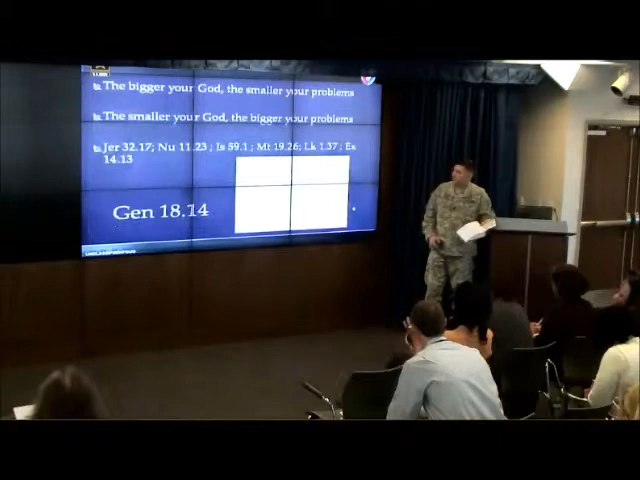 The bigger your God, the smaller your problems
The smaller your God, the bigger your problems
Jer 32.17; Nu 11.23 ; Is 59.1 ; Mt 19.26; Lk 1.37 ; Ex
14.13
Gen 18.14